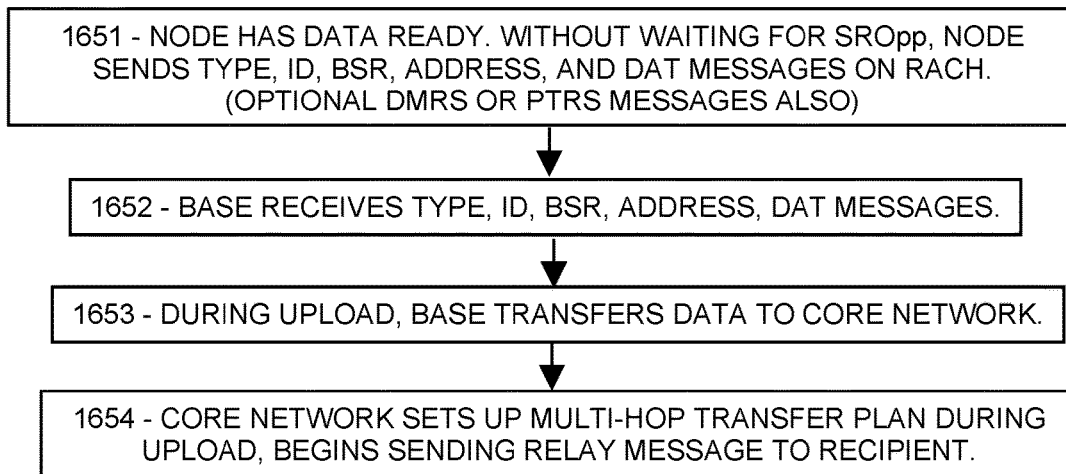 1651 - NODE HAS DATA READY. WITHOUT WAITING FOR SROpp, NODE
SENDS TYPE, ID, BSR, ADDRESS, AND DAT MESSAGES ON RACH.
(OPTIONAL DMRS OR PTRS MESSAGES ALSO)
1652 - BASE RECEIVES TYPE, ID, BSR, ADDRESS, DAT MESSAGES.
1653 - DURING UPLOAD, BASE TRANSFERS DATA TO CORE NETWORK.
1654 - CORE NETWORK SETS UP MULTI-HOP TRANSFER PLAN DURING
UPLOAD, BEGINS SENDING RELAY MESSAGE TO RECIPIENT.